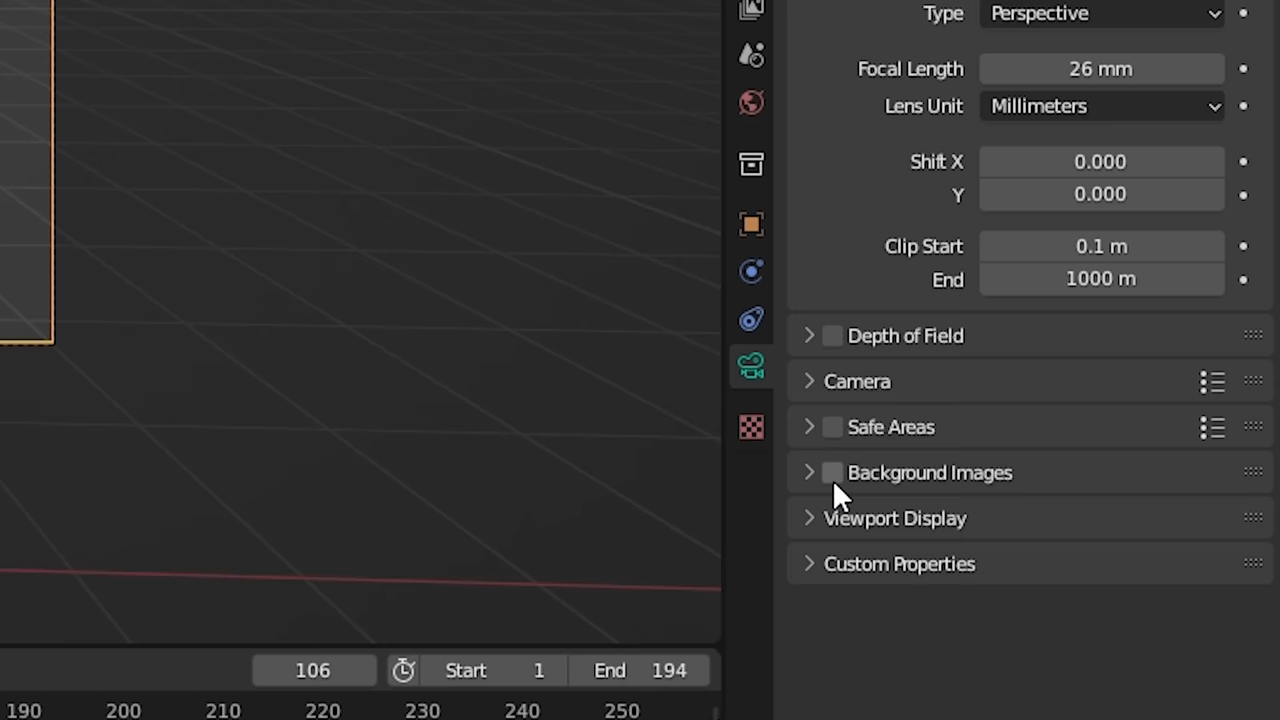 Type Perspective
Focal Length 26 mm
Lens Unit Millimeters
Shift X 0.000
Y 0.000
Clip Start 0.1 m
End 1000 m
Depth of Field
Camera
Safe Areas
Background Images
Viewport Display
Custom Properties
106 Start 1 End 194
190 200 210 220 230 240 250